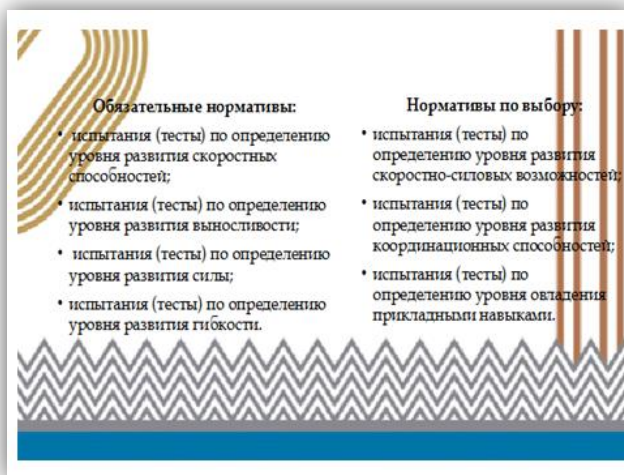 Обязательные нормативы:
• испытания (тесты) по определению
уровня развития скоростных
способностей;
• испытания (тесты) по определению
уровня развития выносливости;
• испытания (тесты) по определению
уровня развития силы;
• испытания (тесты) по определению
уровня развития гибкости.
Нормативы по выбору:
• испытания (тесты) по
определению уровня развития
скоростно-силовых возможностей;
• испытания (тесты) по
определению уровня развития
координационных способностей;
• испытания (тесты) по
определению уровня овладения
прикладными навыками.